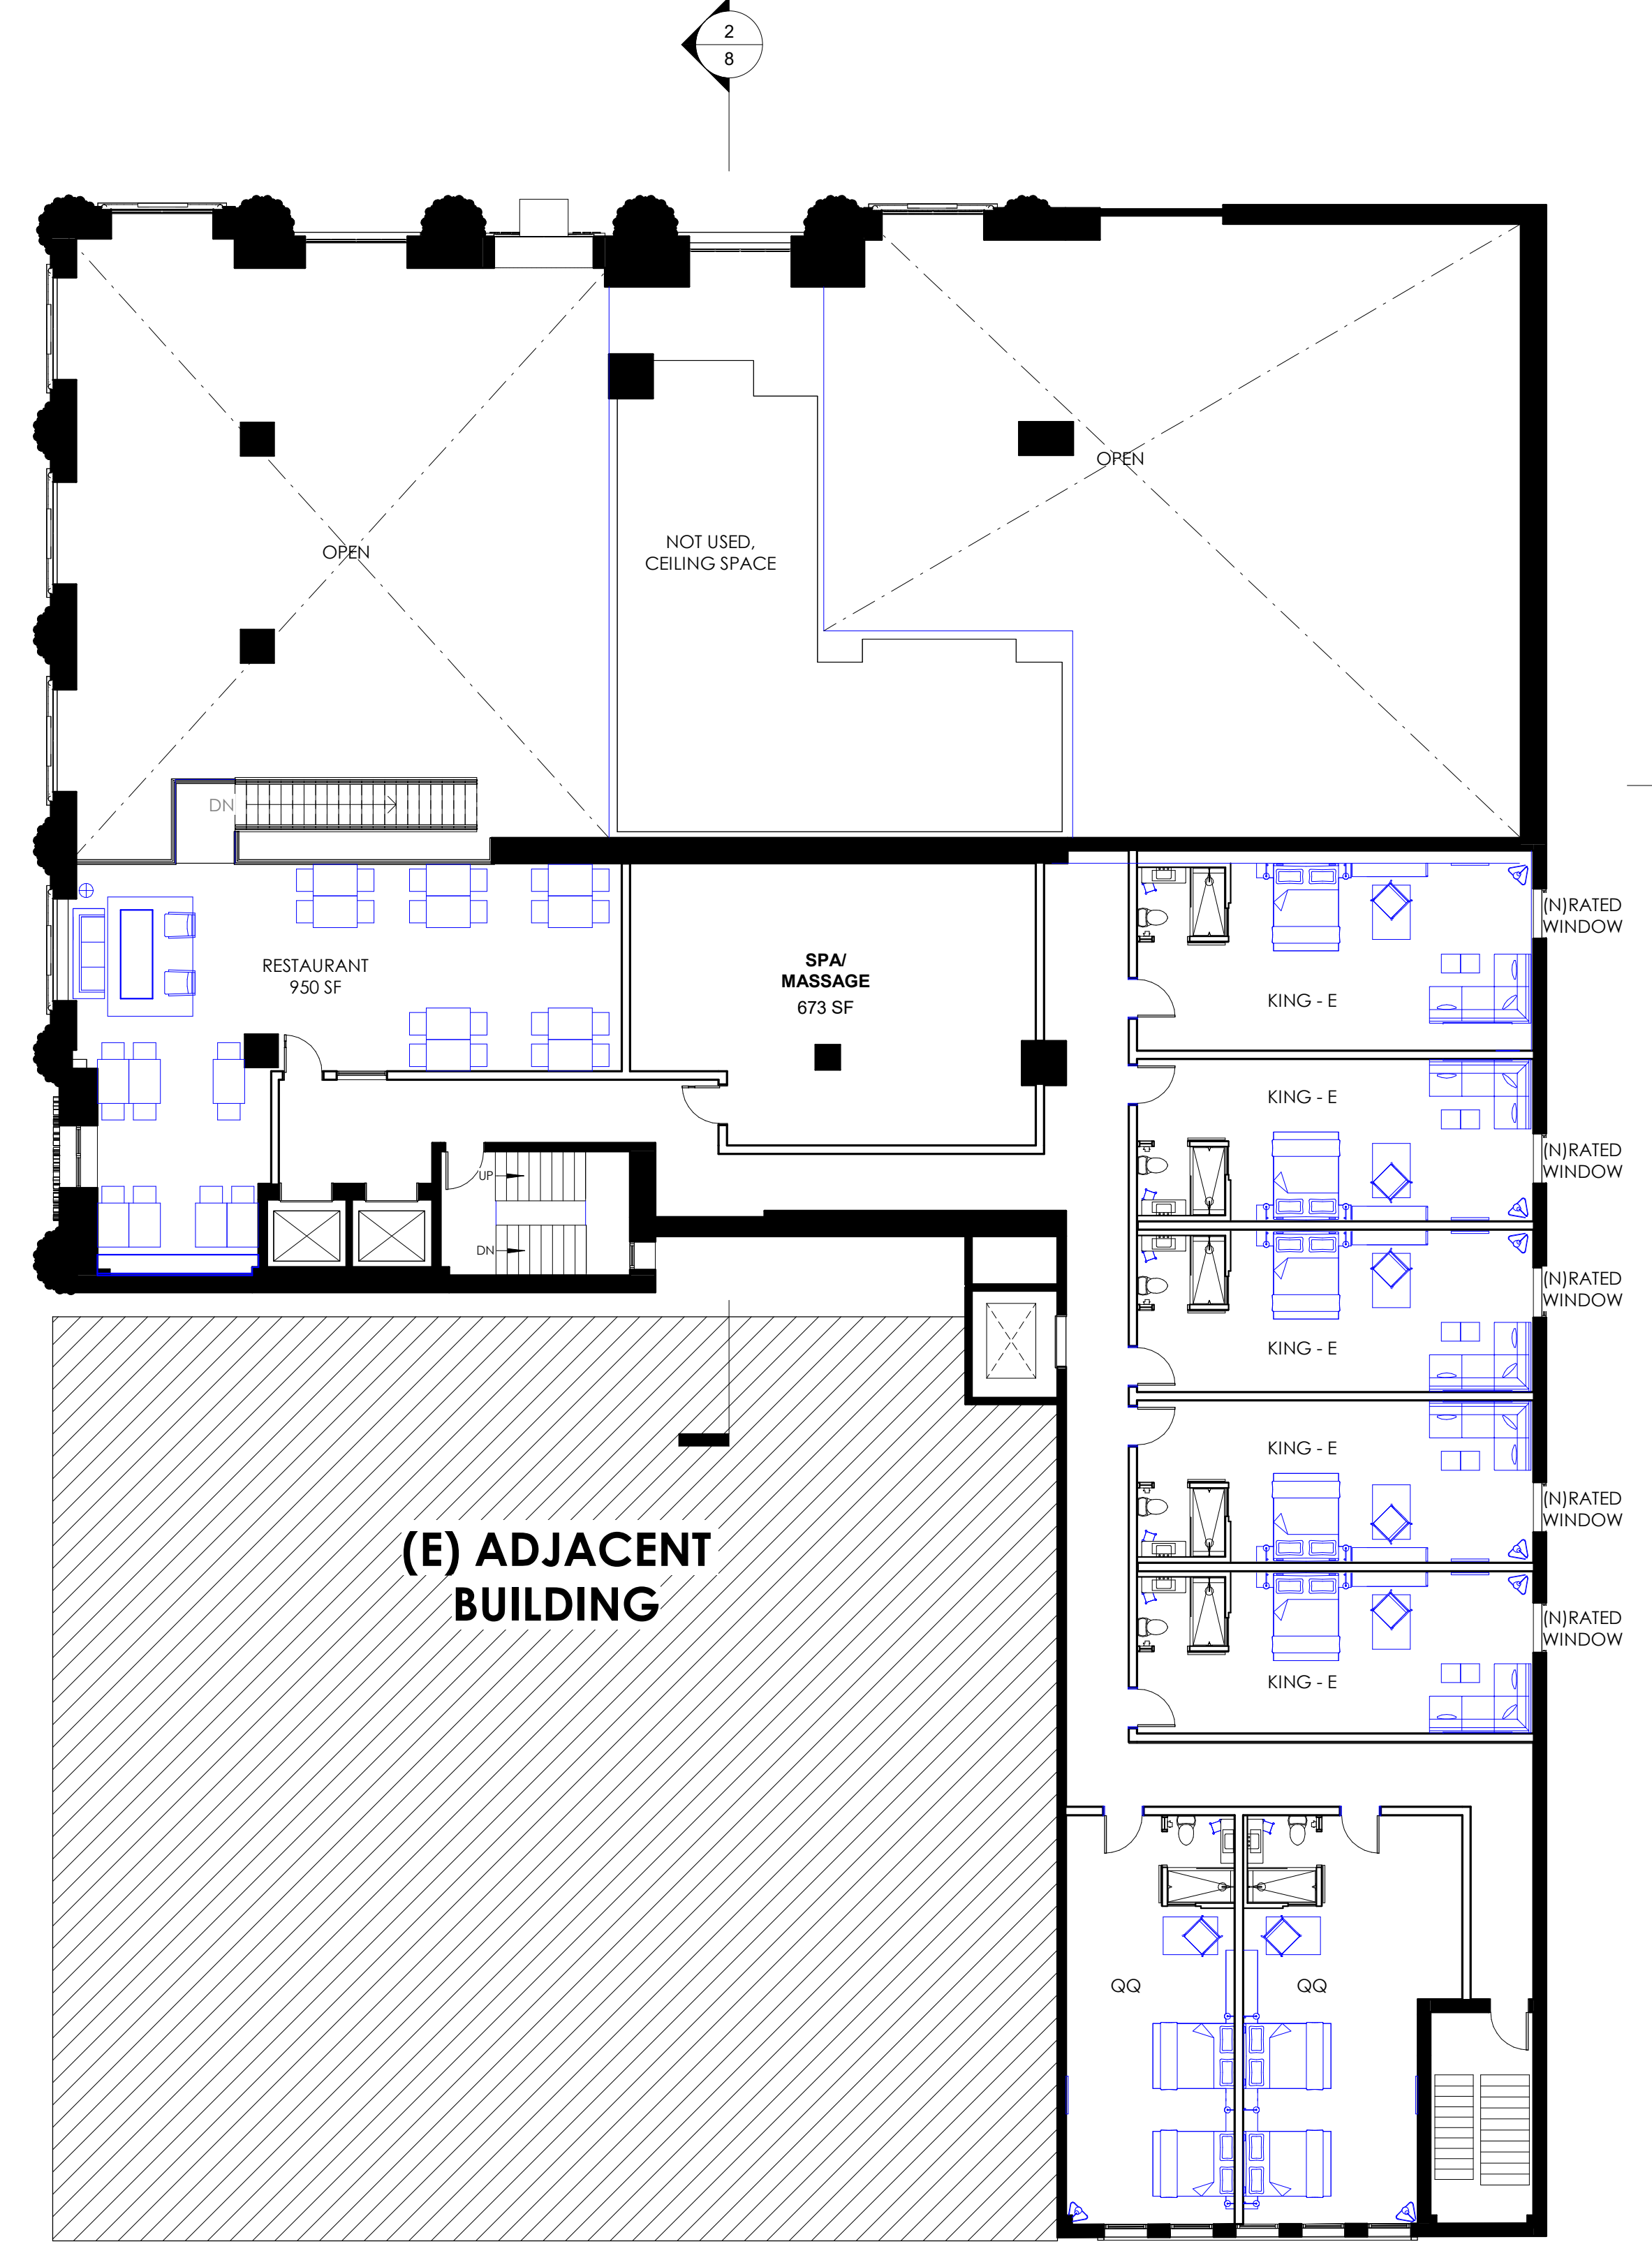 2
8
OPEN
OPEN
NOT USED,
CEILING SPACE
DN
RESTAURANT
950 SF
SPA/
MASSAGE
673 SF
KING - E
(N)RATED
WINDOW
KING - E
(N)RATED
WINDOW
UP
DN
KING - E
(N)RATED
WINDOW
KING - E
(N)RATED
WINDOW
(E) ADJACENT
BUILDING
KING - E
(N)RATED
WINDOW
QQ
QQ